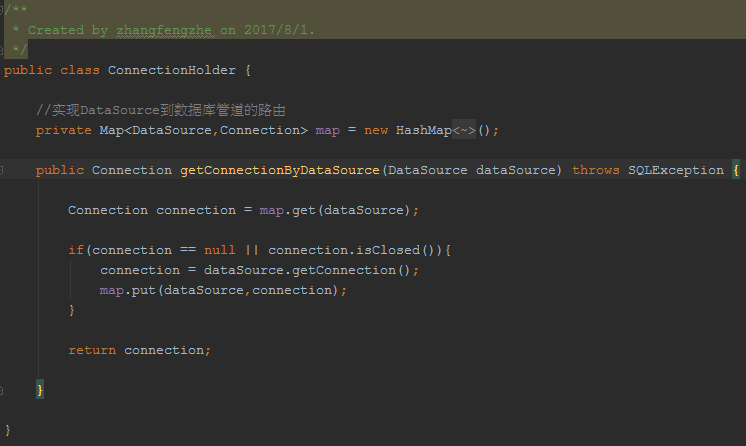 /**
 * Created by zhangfengzhe on 2017/8/1.
 */
public class ConnectionHolder {
    //实现DataSource到数据库管道的路由
    private Map<DataSource,Connection> map = new HashMap<~>();
    public Connection getConnectionByDataSource(DataSource dataSource) throws SQLException {
        Connection connection = map.get(dataSource);
        if(connection == null || connection.isClosed()){
            connection = dataSource.getConnection();
            map.put(dataSource,connection);
        }
        return connection;
    }
}